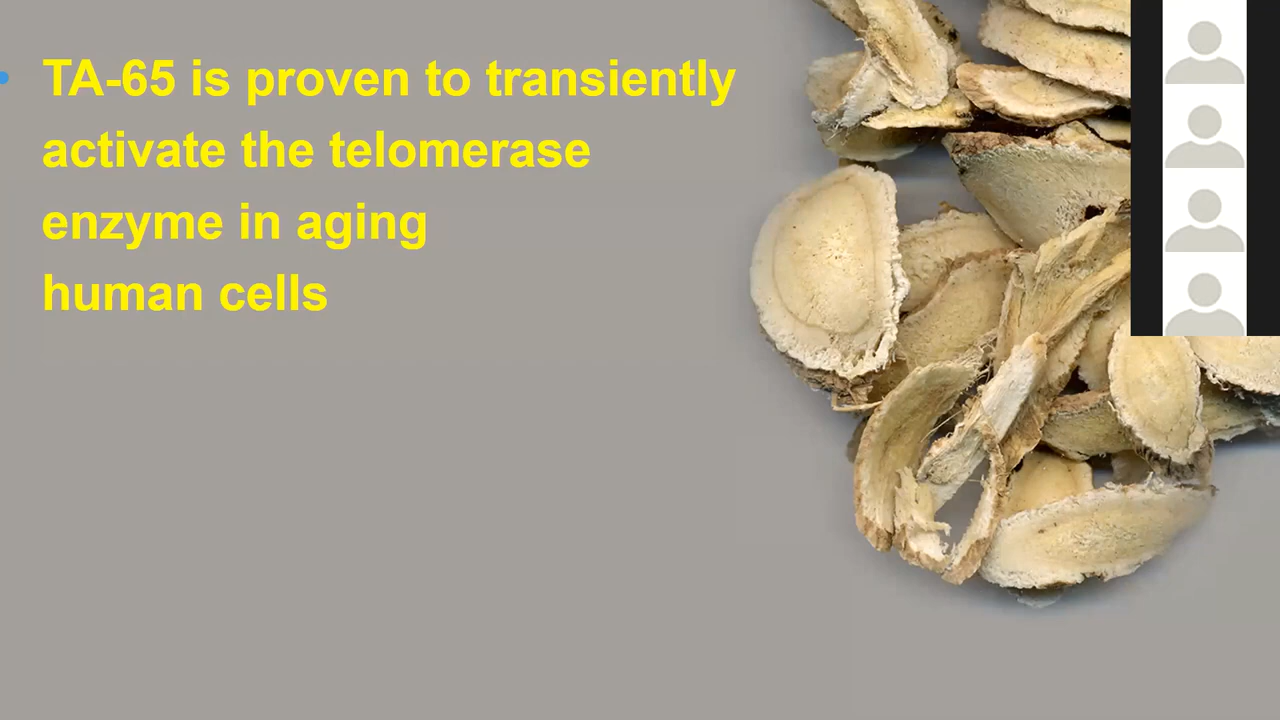 TA-65 is proven to transiently
activate the telomerase
enzyme in aging
human cells